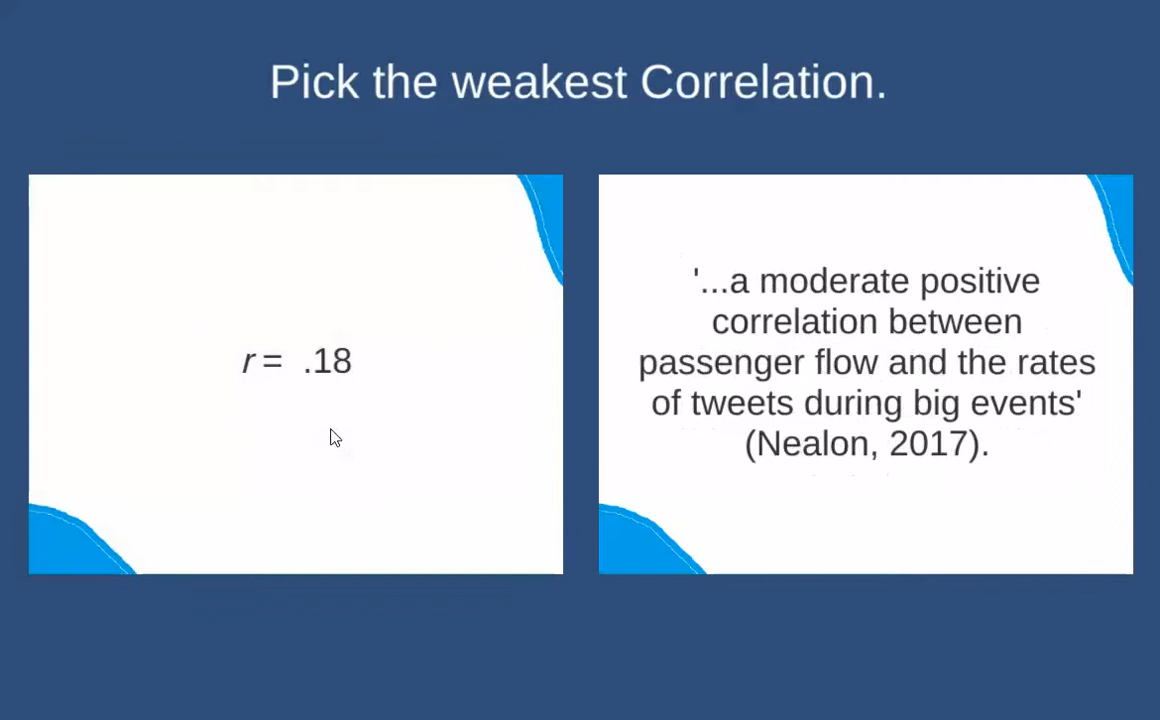 Pick the weakest Correlation.
r = .18
'...a moderate positive
correlation between
passenger flow and the rates
of tweets during big events'
(Nealon, 2017).